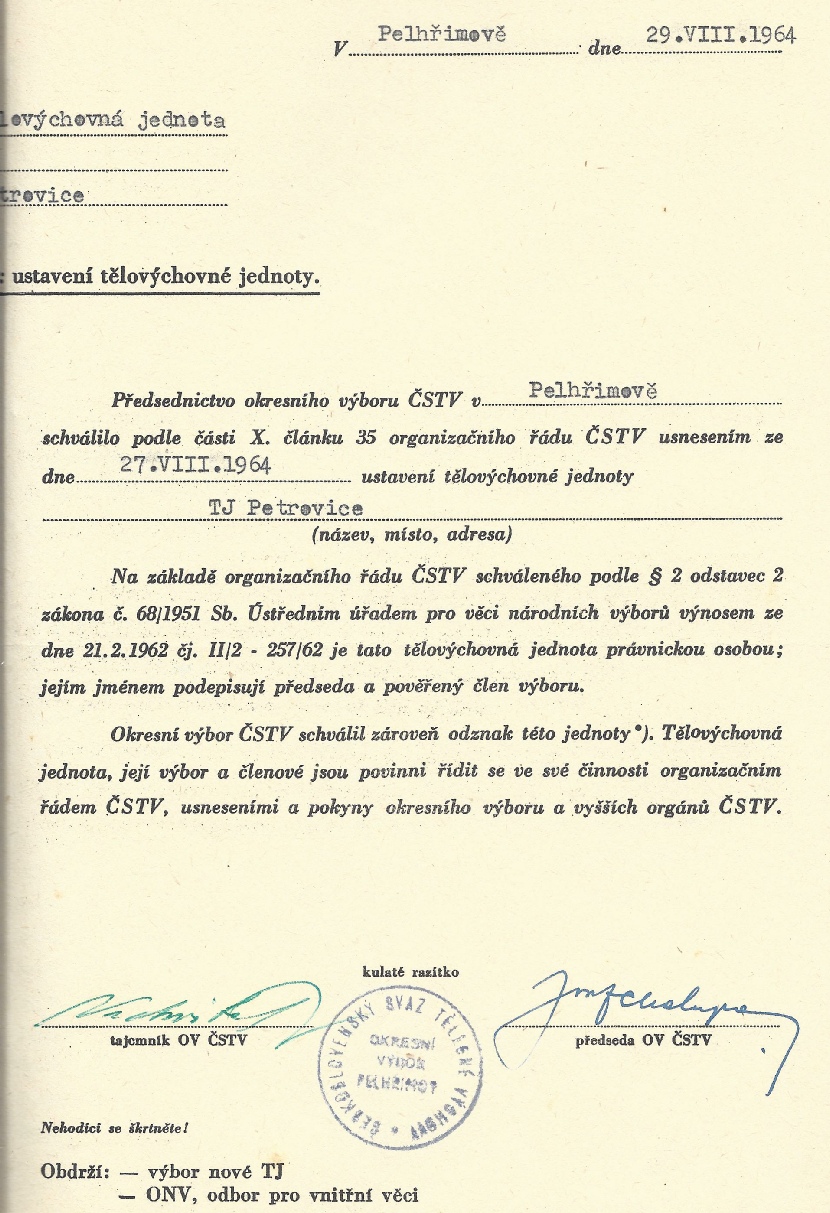 V Pelhřimově dne 29.VIII.1964
lovýchovná jednota
trovice
: ustavení tělovýchovné jednoty.
Předsednictvo okresního výboru ČSTV v Pelhřimově
schválilo podle části X. článku 35 organizačního řádu ČSTV usnesením ze
dne 27.VIII.1964 ustavení tělovýchovné jednoty
TJ Petrovice
(název, místo, adresa)
Na základě organizačního řádu ČSTV schváleného podle § 2 odstavec 2
zákona č. 68/1951 Sb. Ústředním úřadem pro věci národních výborů výnosem ze
dne 21.2.1962 čj. II/2 - 257/62 je tato tělovýchovná jednota právnickou osobou;
jejím jménem podepisují předseda a pověřený člen výboru.
Okresní výbor ČSTV schválil zároveň odznak této jednoty*). Tělovýchovná
jednota, její výbor a členové jsou povinni řídit se ve své činnosti organizačním
řádem ČSTV, usneseními a pokyny okresního výboru a vyšších orgánů ČSTV.
kulaté razítko
tajemník OV ČSTV
předseda OV ČSTV
ČESKOSLOVENSKÝ SVAZ TĚLESNÉ VÝCHOVY
OKRESNÍ
VÝBOR
Nehodící se škrtněte!
Obdrží: — výbor nové TJ
— ONV, odbor pro vnitřní věci